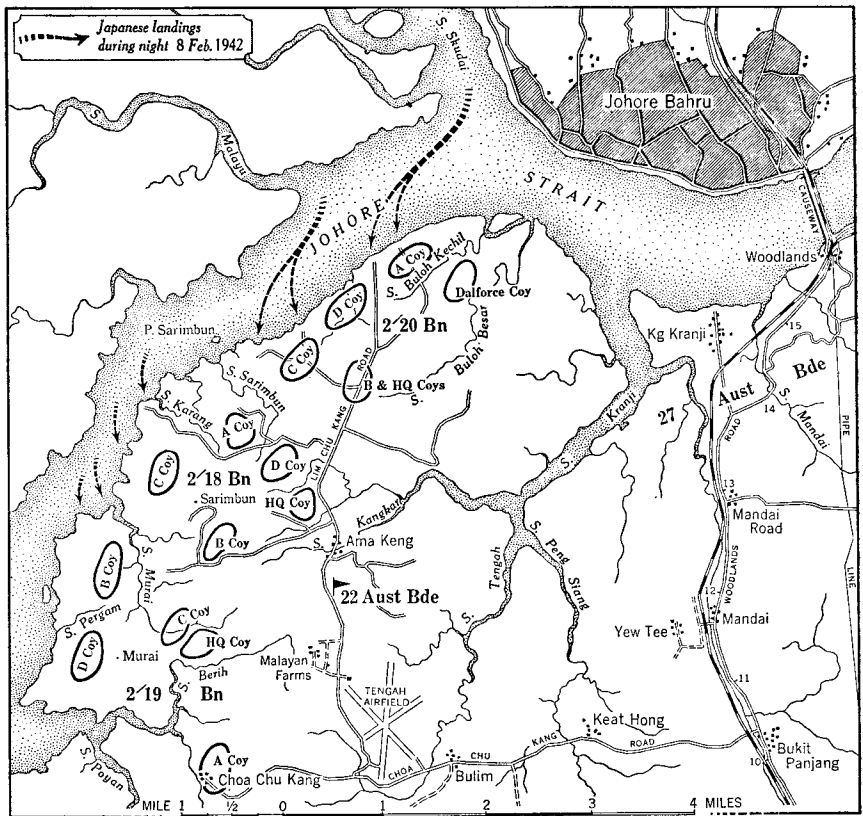 Japanese landings
during night 8 Feb. 1942
S. Skudai
Johore Bahru
S. Malayu
JOHORE STRAIT
CAUSEWAY
Woodlands
A Coy
S. Buloh Kechil
Dalforce Coy
D Coy
2/20 Bn
Buloh Besar
S.
Kg Kranji
15
P. Sarimbun
C Coy
ROAD
B & HQ Coys
S. Sarimbun
S. Karang
Aust Bde
27
S. Kranji
ROAD
14
S. Mandai
PIPE
LINE
A Coy
C Coy
2/18 Bn
D Coy
LIM CHU KANG
Sarimbun
HQ Coy
13
Mandai
Road
Kangkar
S.
B Coy
Ama Keng
S. Murai
S. Tengah
S. Peng Siang
WOODLANDS
B Coy
22 Aust Bde
12
Mandai
Yew Tee
S. Pergam
C Coy
HQ Coy
D Coy
Murai
Malayan
Farms
2/19 Bn
S. Berih
11
TENGAH
AIRFIELD
Keat Hong
S. Poyan
A Coy
Choa Chu Kang
CHOA CHU KANG ROAD
Bulim
Bukit
Panjang
10
MILE 1 ½ 0 1 2 3 4 MILES